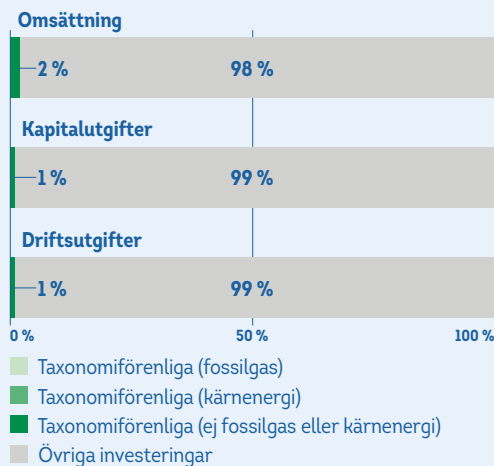 Omsättning
2 % 98 %
Kapitalutgifter
1 % 99 %
Driftsutgifter
1 % 99 %
0 % 50 % 100 %
Taxonomiförenliga (fossilgas)
Taxonomiförenliga (kärnenergi)
Taxonomiförenliga (ej fossilgas eller kärnenergi)
Övriga investeringar